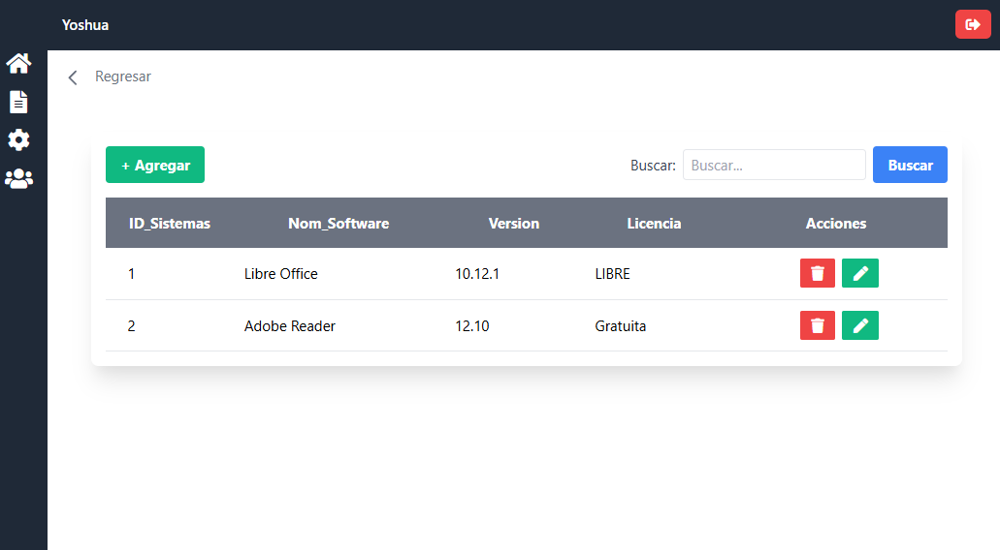 Yoshua
Regresar
+ Agregar
Buscar: Buscar... Buscar
ID_Sistemas Nom_Software Version Licencia Acciones
1 Libre Office 10.12.1 LIBRE
2 Adobe Reader 12.10 Gratuita